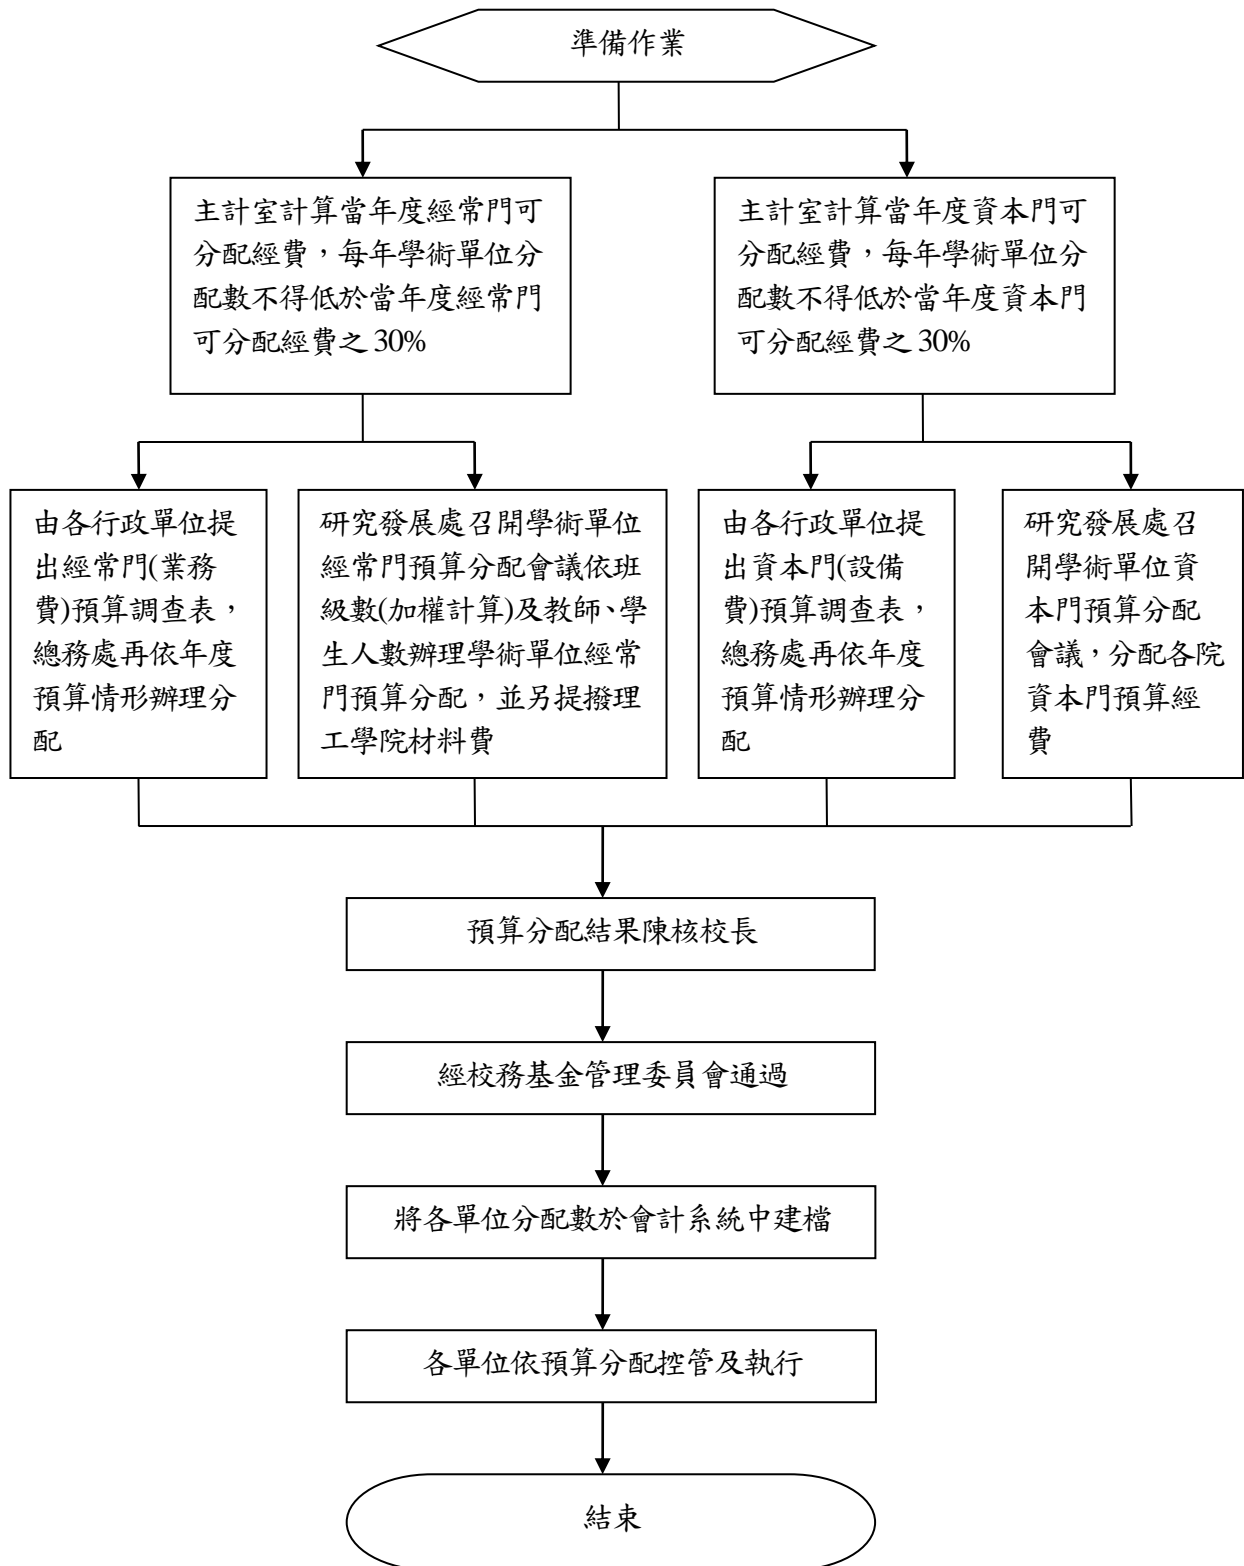 準備作業
主計室計算當年度經常門可
分配經費，每年學術單位分
配數不得低於當年度經常門
可分配經費之 30%
主計室計算當年度資本門可
分配經費，每年學術單位分
配數不得低於當年度資本門
可分配經費之 30%
由各行政單位提
出經常門(業務
費)預算調查表，
總務處再依年度
預算情形辦理分
配
研究發展處召開學術單位
經常門預算分配會議依班
級數(加權計算)及教師、學
生人數辦理學術單位經常
門預算分配，並另提撥理
工學院材料費
由各行政單位提
出資本門(設備
費)預算調查表，
總務處再依年度
預算情形辦理分
配
研究發展處召
開學術單位資
本門預算分配
會議，分配各院
資本門預算經
費
預算分配結果陳核校長
經校務基金管理委員會通過
將各單位分配數於會計系統中建檔
各單位依預算分配控管及執行
結束